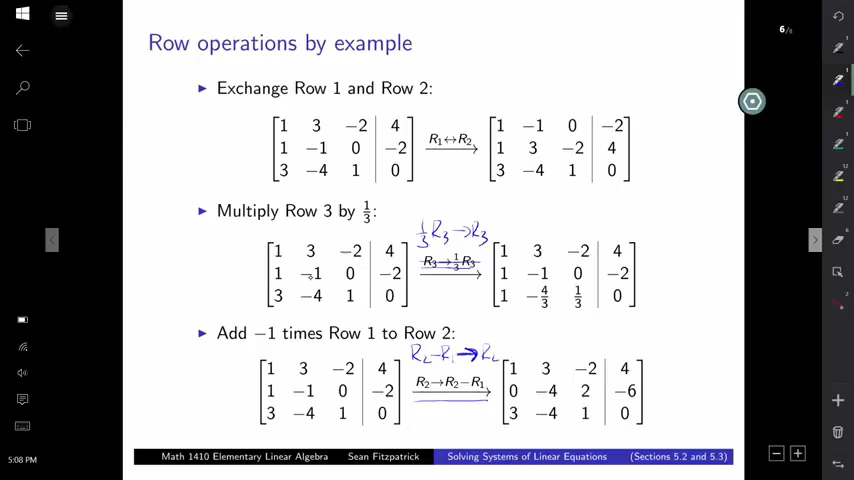 6/8
Row operations by example
▶ Exchange Row 1 and Row 2:
1 3 −2 4 1 −1 0 −2
1 −1 0 −2 R1↔R2 1 3 −2 4
3 −4 1 0 3 −4 1 0
▶ Multiply Row 3 by 1/3:
1/3 R3 → R3
1 3 −2 4 1 3 −2 4
1 −1 0 −2 R3→1/3R3 1 −1 0 −2
3 −4 1 0 1 −4/3 1/3 0
▶ Add −1 times Row 1 to Row 2:
R2 − R1 → R2
1 3 −2 4 1 3 −2 4
1 −1 0 −2 R2→R2−R1 0 −4 2 −6
3 −4 1 0 3 −4 1 0
Math 1410 Elementary Linear Algebra Sean Fitzpatrick Solving Systems of Linear Equations (Sections 5.2 and 5.3)
5:08 PM